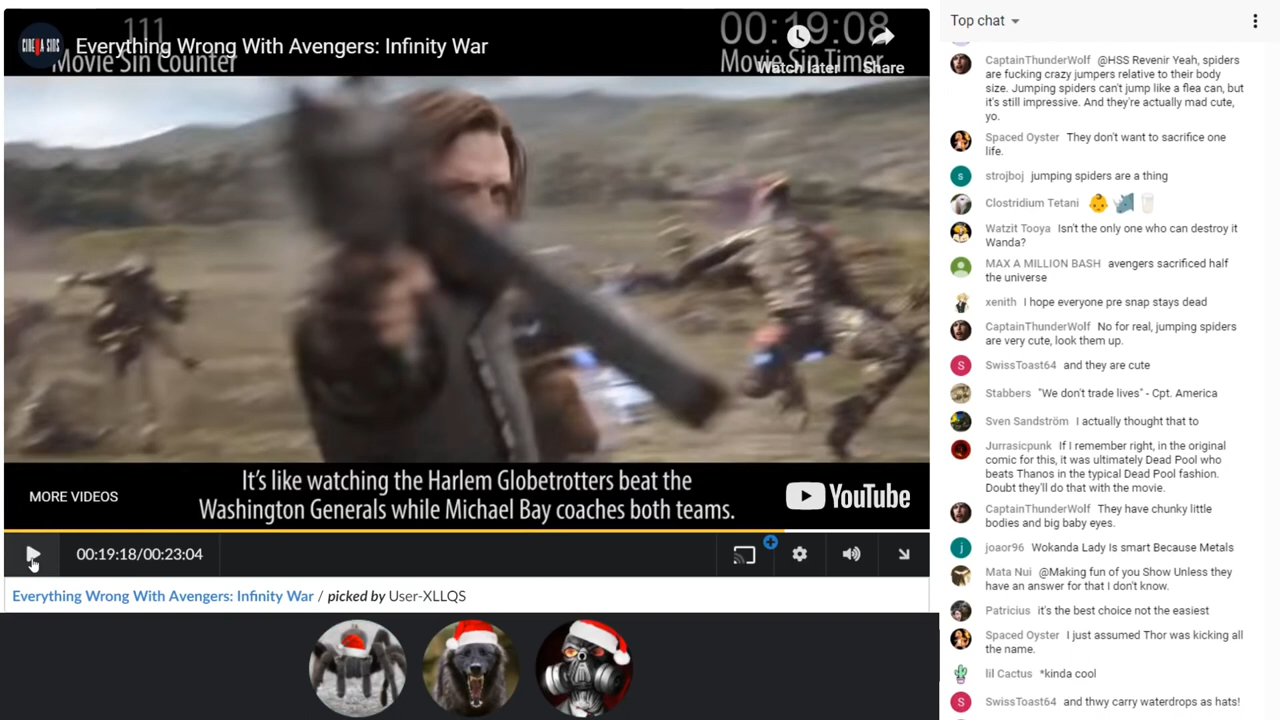 111
00:19:08
CINEMA SINS
Everything Wrong With Avengers: Infinity War
Movie Sin Counter
Movie Sin Timer
Watch later
Share
It's like watching the Harlem Globetrotters beat the
Washington Generals while Michael Bay coaches both teams.
MORE VIDEOS
YouTube
00:19:18/00:23:04
Everything Wrong With Avengers: Infinity War / picked by User-XLLQS
Top chat
CaptainThunderWolf @HSS Revenir Yeah, spiders
are fucking crazy jumpers relative to their body
size. Jumping spiders can't jump like a flea can, but
it's still impressive. And they're actually mad cute,
yo.
Spaced Oyster They don't want to sacrifice one
life.
s
strojboj jumping spiders are a thing
Clostridium Tetani 👶 🦏 🥛
Watzit Tooya Isn't the only one who can destroy it
Wanda?
MAX A MILLION BASH avengers sacrificed half
the universe
xenith I hope everyone pre snap stays dead
CaptainThunderWolf No for real, jumping spiders
are very cute, look them up.
S
SwissToast64 and they are cute
Stabbers "We don't trade lives" - Cpt. America
Sven Sandström I actually thought that to
Jurrasicpunk If I remember right, in the original
comic for this, it was ultimately Dead Pool who
beats Thanos in the typical Dead Pool fashion.
Doubt they'll do that with the movie.
CaptainThunderWolf They have chunky little
bodies and big baby eyes.
j
joaor96 Wokanda Lady Is smart Because Metals
Mata Nui @Making fun of you Show Unless they
have an answer for that I don't know.
Patricius it's the best choice not the easiest
Spaced Oyster I just assumed Thor was kicking all
the name.
lil Cactus *kinda cool
S
SwissToast64 and thwy carry waterdrops as hats!